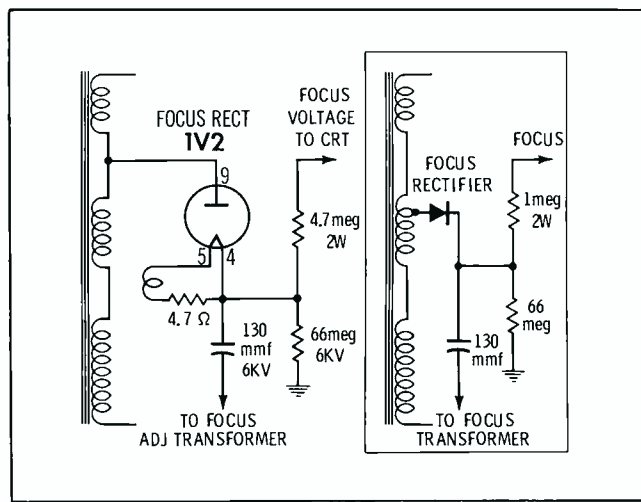 FOCUS RECT
1V2
9
5
4
4.7 Ω
130
mmf
6KV
TO FOCUS
ADJ TRANSFORMER
FOCUS
VOLTAGE
TO CRT
4.7meg
2W
66meg
6KV
FOCUS
RECTIFIER
FOCUS
1meg
2W
66
meg
130
mmf
TO FOCUS
TRANSFORMER